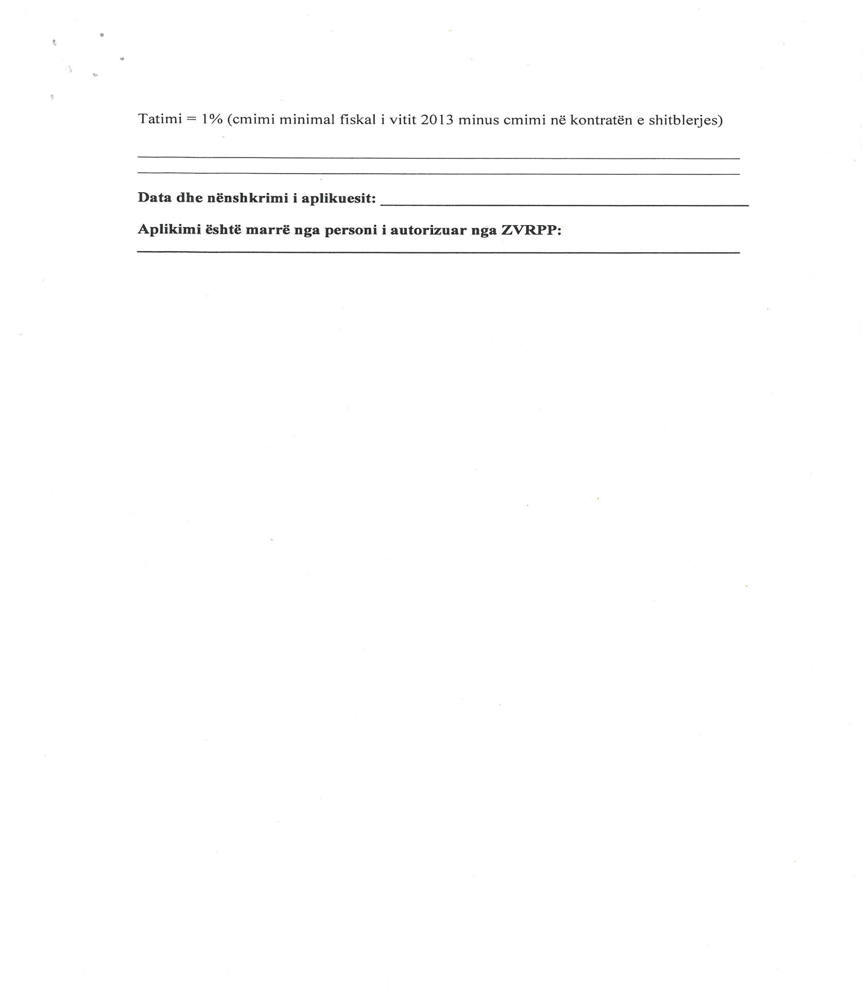 Tatimi = 1% (cmimi minimal fiskal i vitit 2013 minus cmimi në kontratën e shitblerjes)
Data dhe nënshkrimi i aplikuesit:
Aplikimi është marrë nga personi i autorizuar nga ZVRPP: